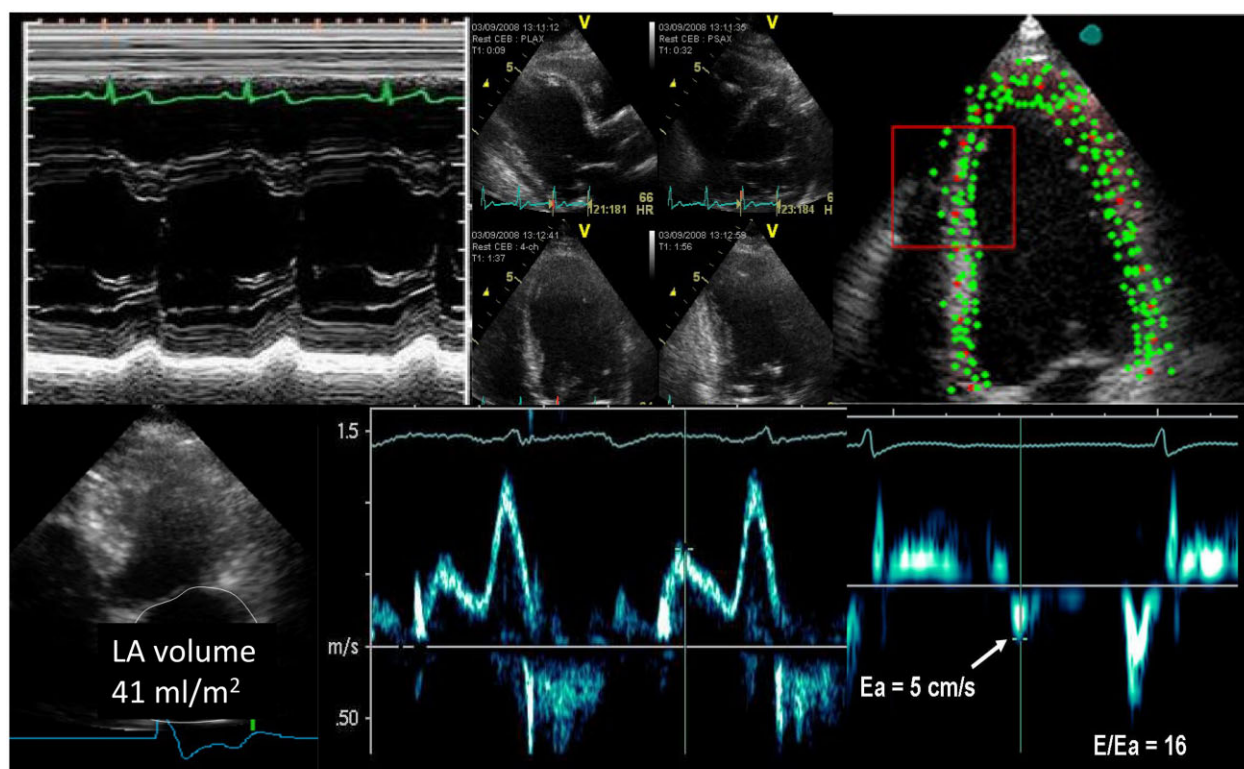 03/09/2008 13:11:12
Rest CEB : PLAX
T1: 0:09
V
5
66
HR
121:181
03/09/2008 13:11:35
Rest CEB : PSAX
T1: 0:32
V
5
HR
123:184
03/09/2008 13:12:41
Rest CEB : 4-ch
T1: 1:37
V
5
03/09/2008 13:12:59
T1: 1:56
V
5
LA volume
41 ml/m²
1.5
m/s
.50
Ea = 5 cm/s
E/Ea = 16